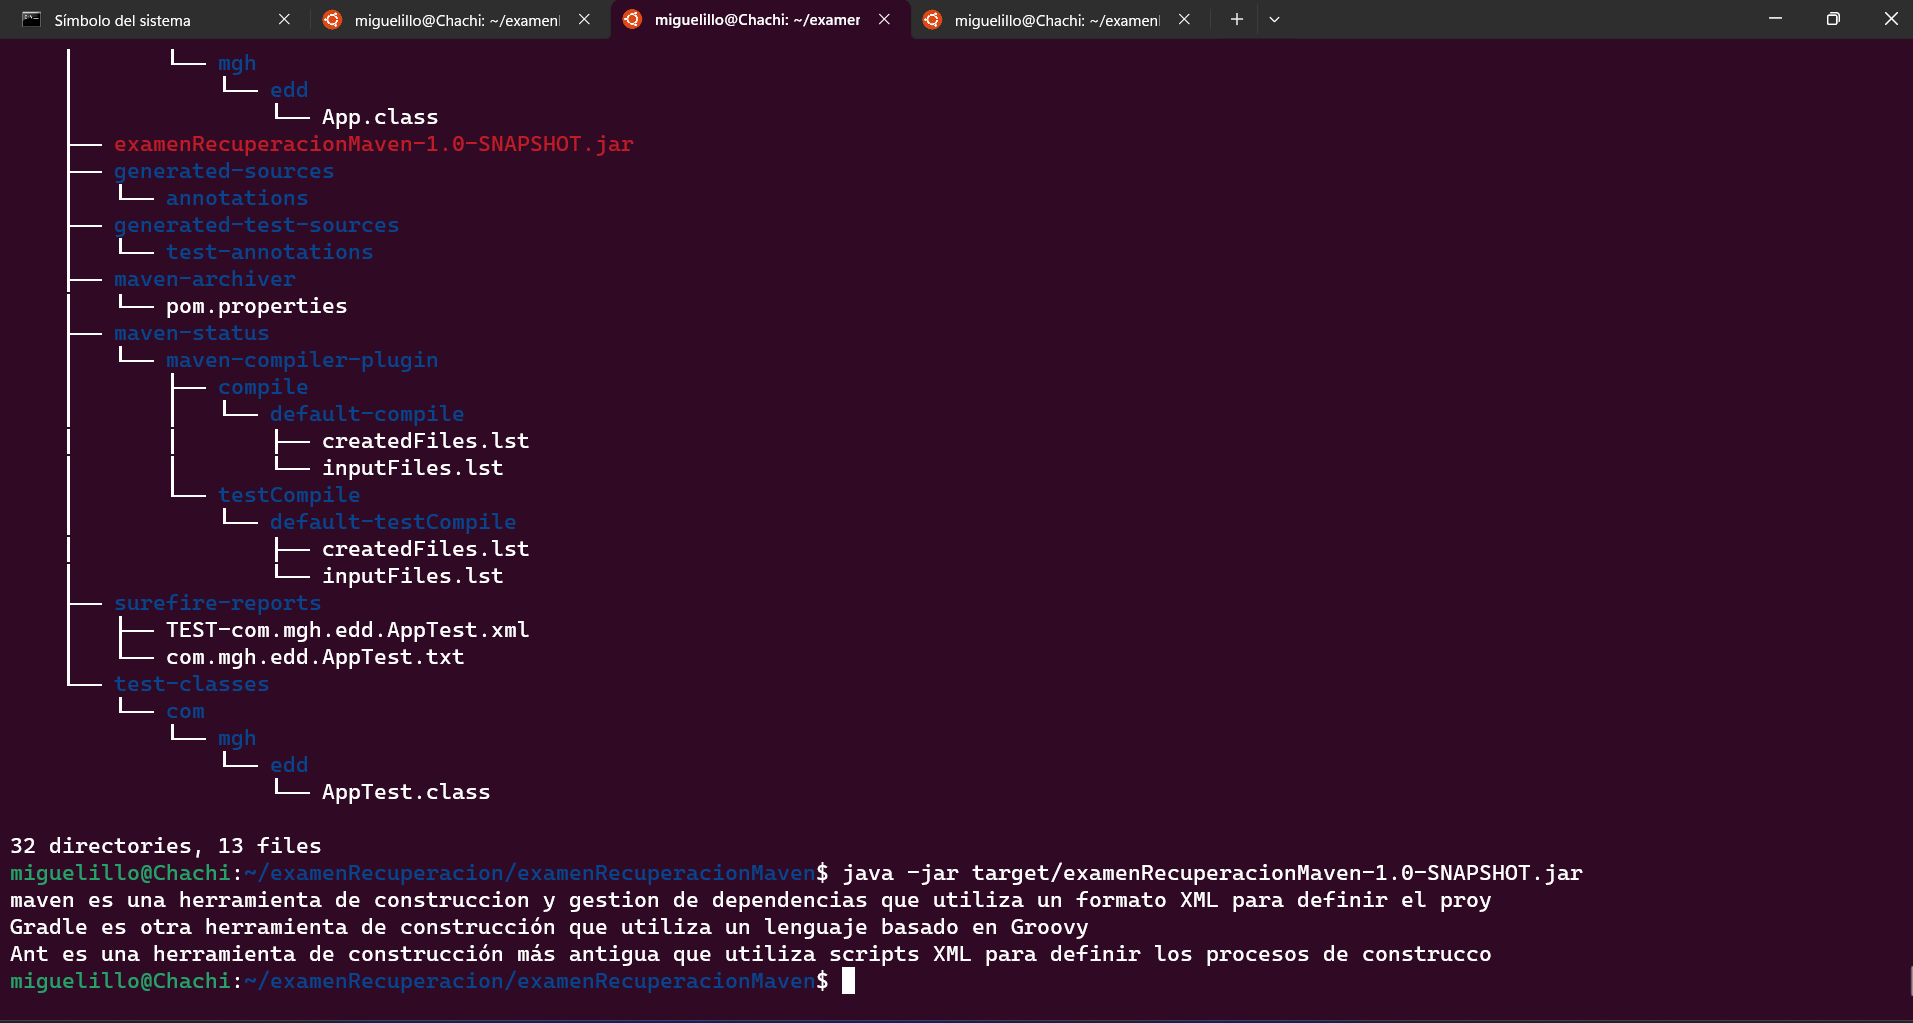 Símbolo del sistema
miguelillo@Chachi: ~/examen
miguelillo@Chachi: ~/examer
miguelillo@Chachi: ~/examen
│       └── mgh
│           └── edd
│               └── App.class
├── examenRecuperacionMaven-1.0-SNAPSHOT.jar
├── generated-sources
│   └── annotations
├── generated-test-sources
│   └── test-annotations
├── maven-archiver
│   └── pom.properties
├── maven-status
│   └── maven-compiler-plugin
│       ├── compile
│       │   └── default-compile
│       │       ├── createdFiles.lst
│       │       └── inputFiles.lst
│       └── testCompile
│           └── default-testCompile
│               ├── createdFiles.lst
│               └── inputFiles.lst
├── surefire-reports
│   ├── TEST-com.mgh.edd.AppTest.xml
│   └── com.mgh.edd.AppTest.txt
└── test-classes
    └── com
        └── mgh
            └── edd
                └── AppTest.class
32 directories, 13 files
miguelillo@Chachi:~/examenRecuperacion/examenRecuperacionMaven$ java -jar target/examenRecuperacionMaven-1.0-SNAPSHOT.jar
maven es una herramienta de construccion y gestion de dependencias que utiliza un formato XML para definir el proy
Gradle es otra herramienta de construcción que utiliza un lenguaje basado en Groovy
Ant es una herramienta de construcción más antigua que utiliza scripts XML para definir los procesos de construcco
miguelillo@Chachi:~/examenRecuperacion/examenRecuperacionMaven$